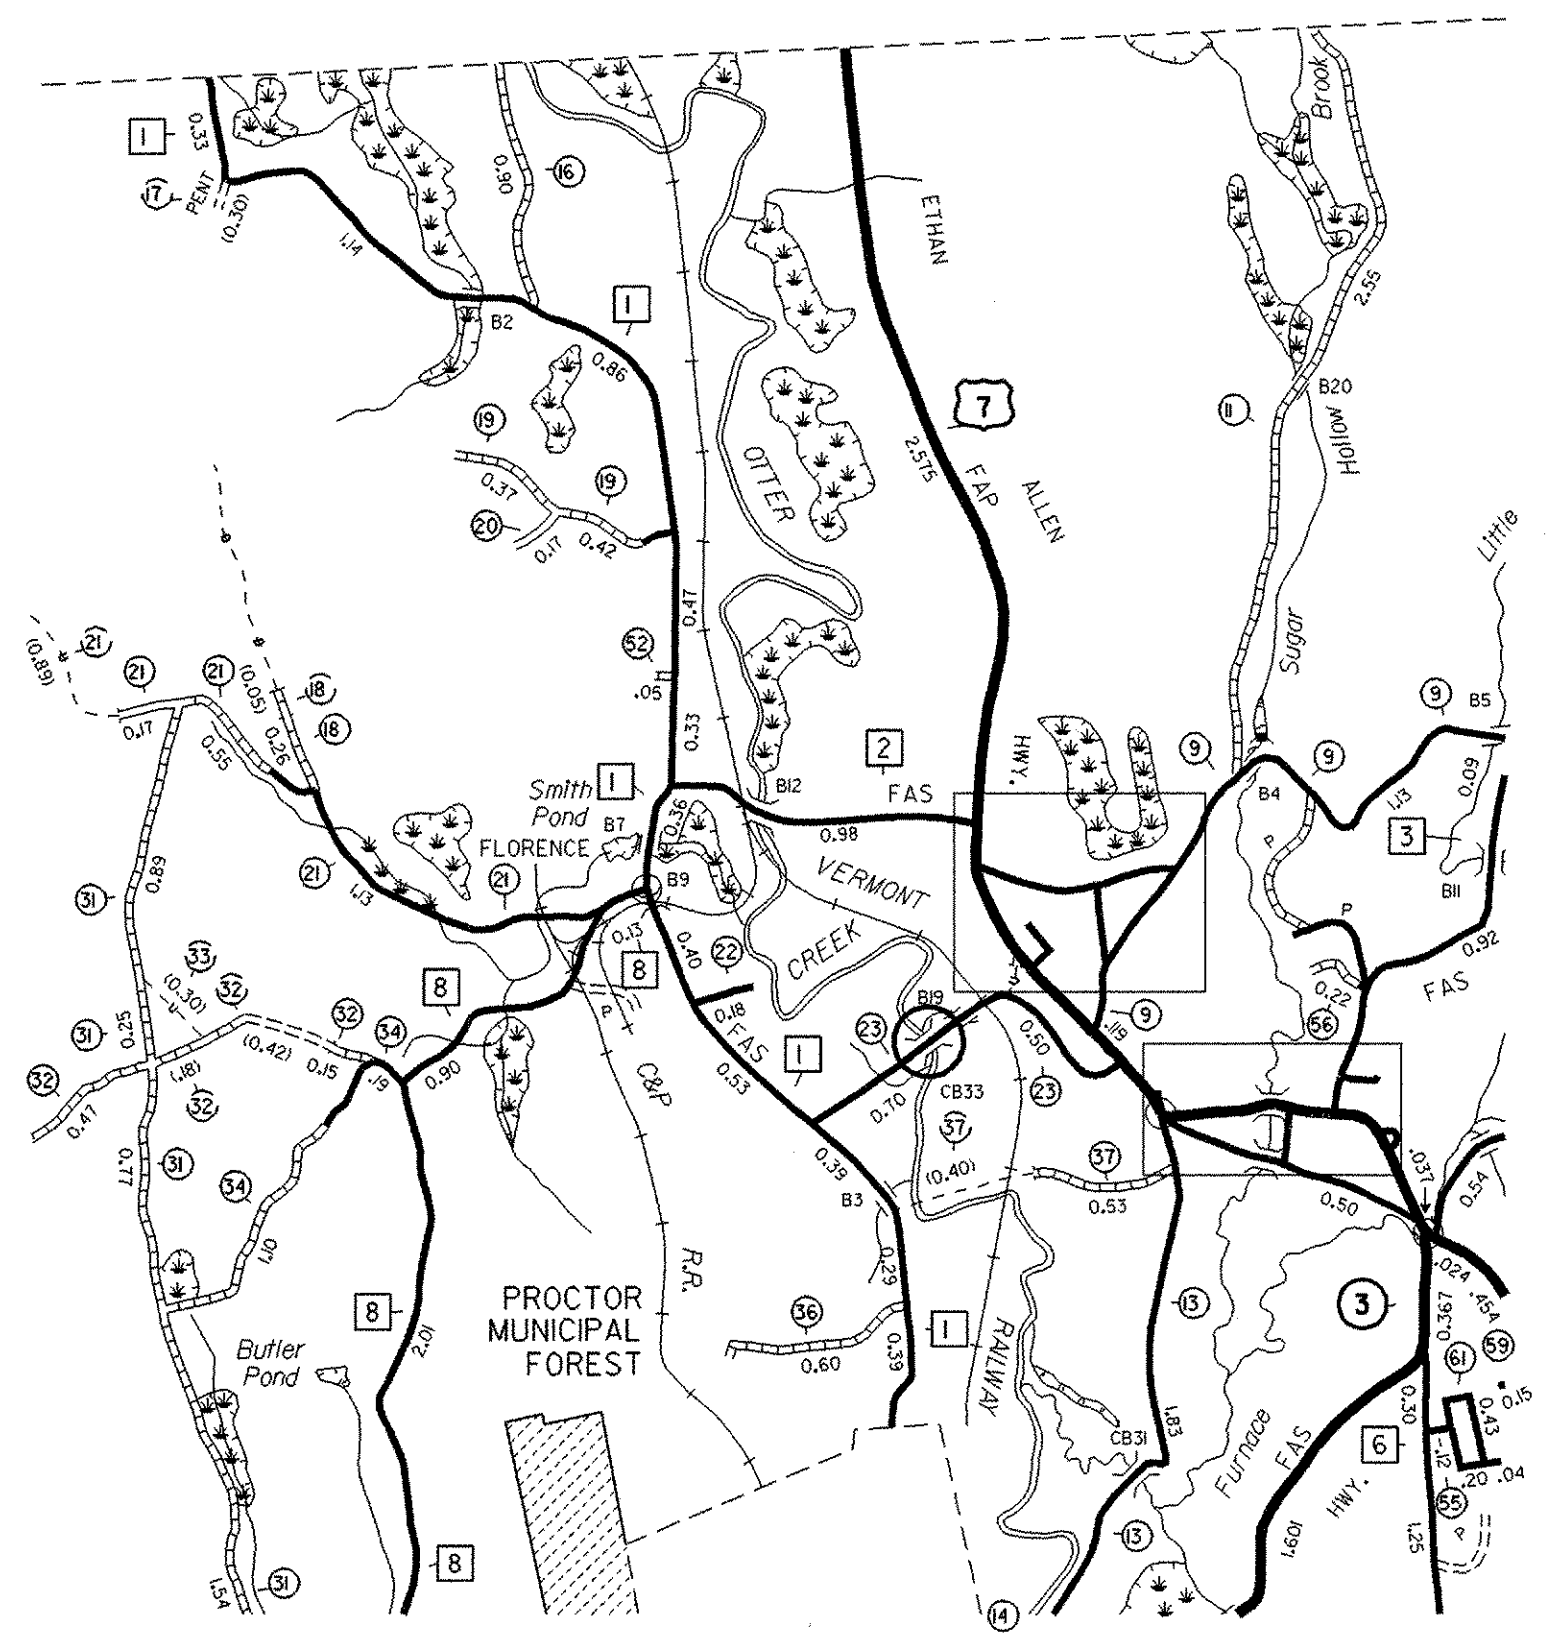 Brook
1
0.33
17
PENT
(0.30)
1.14
0.90
16
ETHAN
1
B2
0.86
2.55
7
B20
11
19
Hollow
2.575
OTTER
FAP
ALLEN
0.37
19
20
0.17
0.42
Little
0.47
52
.05
Sugar
21
(0.89)
21
21
(0.05)
18
18
0.17
0.55
0.26
0.33
2
HWY.
9
B5
9
9
Smith
Pond
1
B12
FAS
B4
0.09
1.13
B7
FLORENCE
0.36
0.98
P
3
0.89
21
1.13
21
B9
VERMONT
B11
31
P
0.13
0.40
22
CREEK
0.92
33
(0.30)
32
8
8
P
0.22
FAS
0.18
B19
9
.119
56
31
0.25
32
(0.42)
34
FAS
1
23
0.50
32
(.18)
0.15
.19
0.90
C&P
0.53
0.70
CB33
23
0.47
32
37
31
0.77
34
0.39
(0.40)
37
.037
B3
0.53
0.50
0.54
1.10
0.29
R.R.
PROCTOR
MUNICIPAL
FOREST
8
2.01
36
0.60
1
0.39
RAILWAY
13
3
.024
.454
0.367
59
61
Butler
Pond
0.15
0.30
0.43
1.83
CB31
Furnace
FAS
6
.12
.20
.04
HWY.
55
P
13
8
1.601
1.25
31
1.54
14